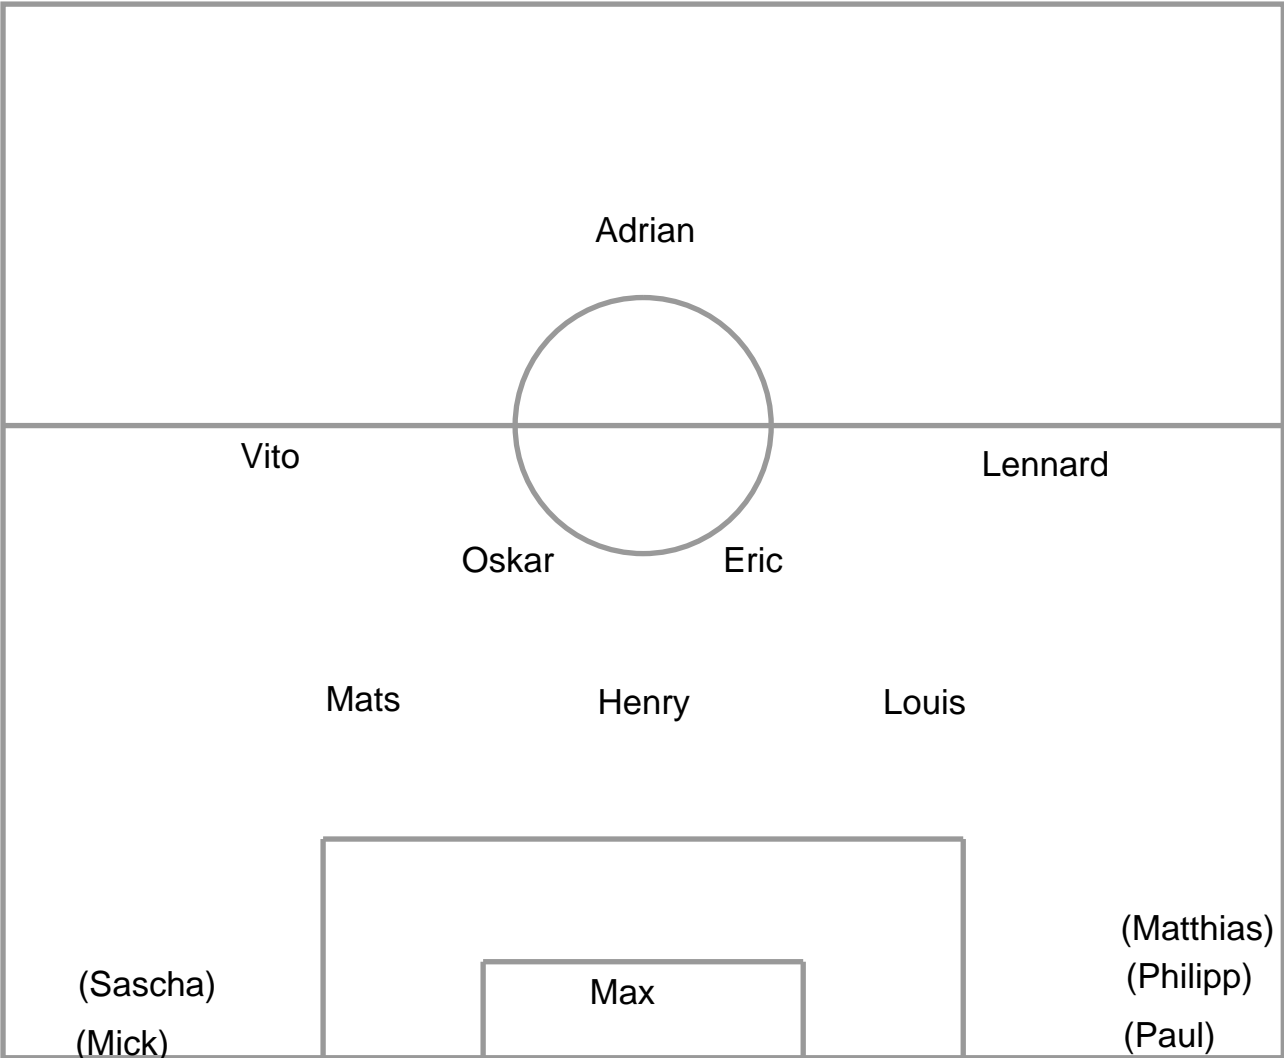 Adrian
Vito
Lennard
Oskar
Eric
Mats
Henry
Louis
(Matthias)
(Philipp)
(Sascha)
Max
(Paul)
(Mick)